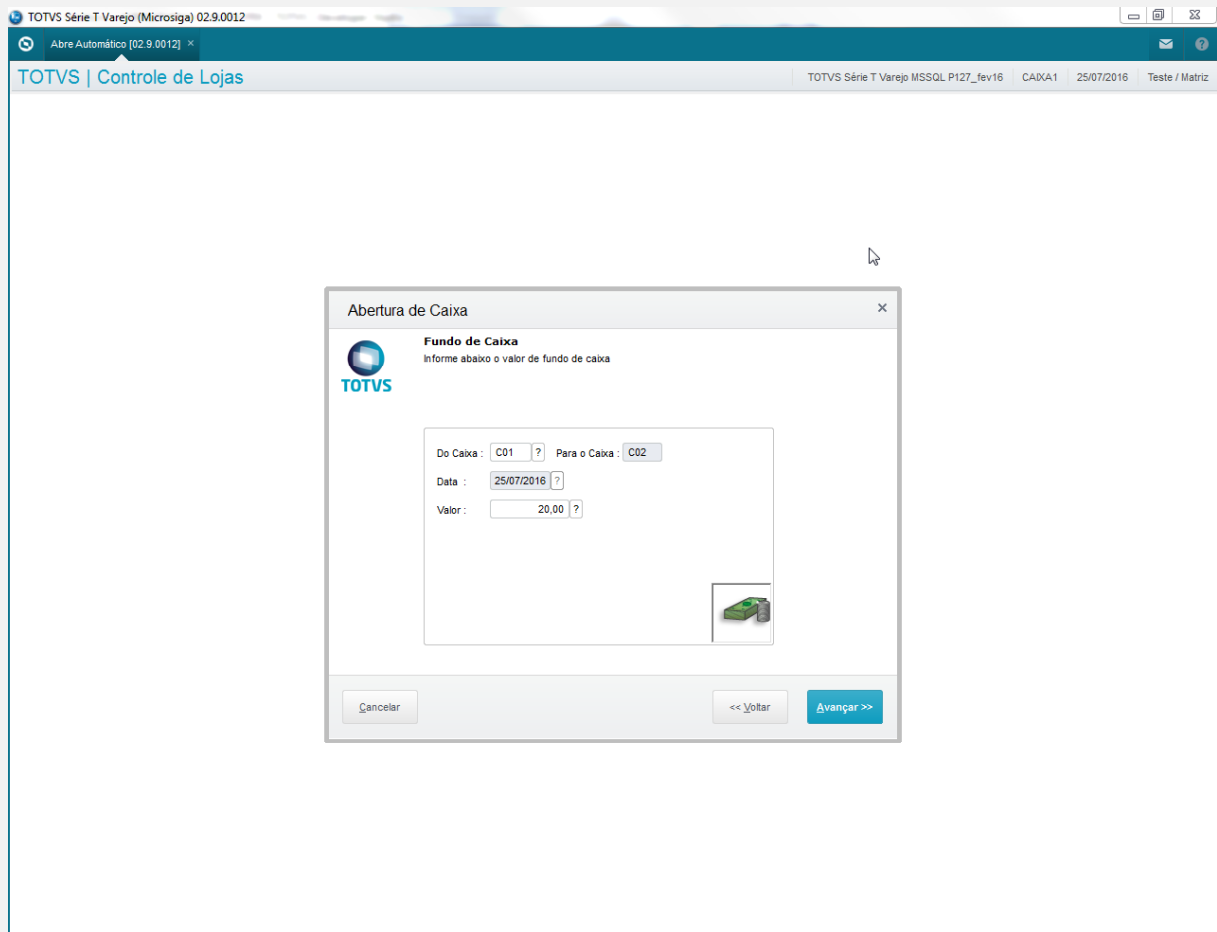 TOTVS Série T Varejo (Microsiga) 02.9.0012
Abre Automático [02.9.0012] ×
TOTVS | Controle de Lojas
TOTVS Série T Varejo MSSQL P127_fev16 CAIXA1 25/07/2016 Teste / Matriz
Abertura de Caixa
Fundo de Caixa
Informe abaixo o valor de fundo de caixa
TOTVS
Do Caixa : C01 ? Para o Caixa : C02
Data : 25/07/2016 ?
Valor : 20,00 ?
Cancelar << Voltar Avançar >>